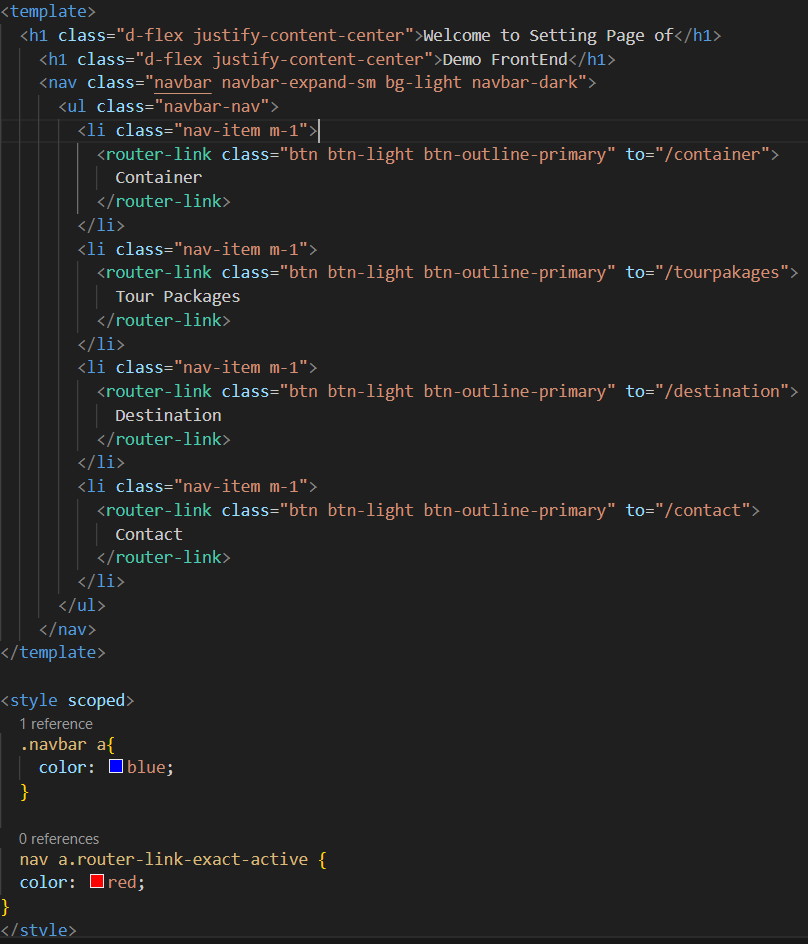 <template>
  <h1 class="d-flex justify-content-center">Welcome to Setting Page of</h1>
    <h1 class="d-flex justify-content-center">Demo FrontEnd</h1>
    <nav class="navbar navbar-expand-sm bg-light navbar-dark">
      <ul class="navbar-nav">
        <li class="nav-item m-1">
          <router-link class="btn btn-light btn-outline-primary" to="/container">
            Container
          </router-link>
        </li>
        <li class="nav-item m-1">
          <router-link class="btn btn-light btn-outline-primary" to="/tourpakages">
            Tour Packages
          </router-link>
        </li>
        <li class="nav-item m-1">
          <router-link class="btn btn-light btn-outline-primary" to="/destination">
            Destination
          </router-link>
        </li>
        <li class="nav-item m-1">
          <router-link class="btn btn-light btn-outline-primary" to="/contact">
            Contact
          </router-link>
        </li>
      </ul>
    </nav>
</template>

<style scoped>
  1 reference
  .navbar a{
    color: blue;
  }

  0 references
  nav a.router-link-exact-active {
  color: red;
}
</style>